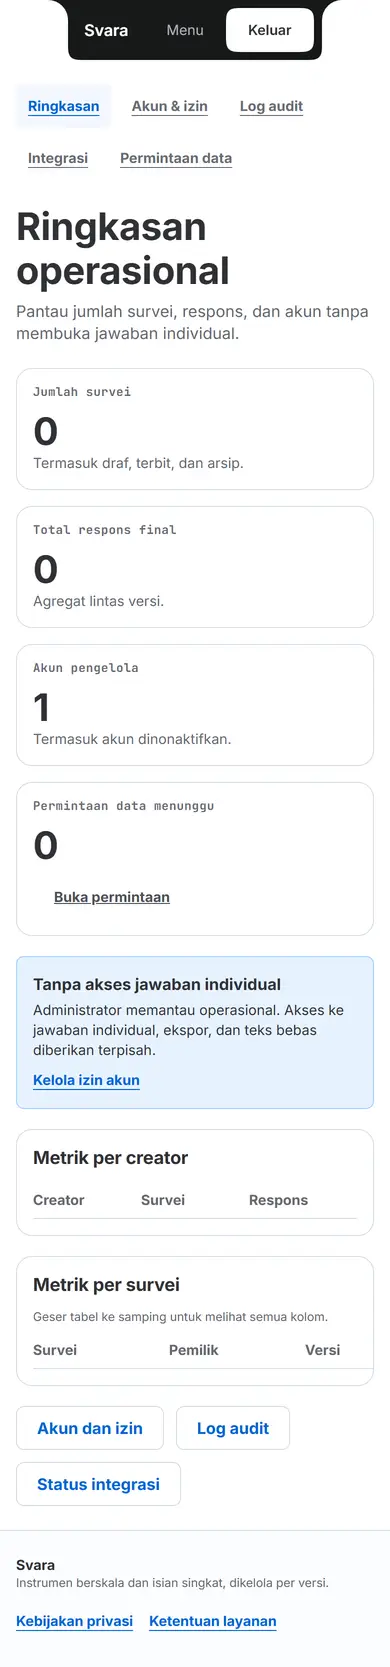 Svara
Menu
Keluar
Ringkasan
Akun & izin
Log audit
Integrasi
Permintaan data
Ringkasan
operasional
Pantau jumlah survei, respons, dan akun tanpa
membuka jawaban individual.
Jumlah survei
0
Termasuk draf, terbit, dan arsip.
Total respons final
0
Agregat lintas versi.
Akun pengelola
1
Termasuk akun dinonaktifkan.
Permintaan data menunggu
0
Buka permintaan
Tanpa akses jawaban individual
Administrator memantau operasional. Akses ke
jawaban individual, ekspor, dan teks bebas
diberikan terpisah.
Kelola izin akun
Metrik per creator
Creator Survei Respons
Metrik per survei
Geser tabel ke samping untuk melihat semua kolom.
Survei Pemilik Versi
Akun dan izin
Log audit
Status integrasi
Svara
Instrumen berskala dan isian singkat, dikelola per versi.
Kebijakan privasi
Ketentuan layanan